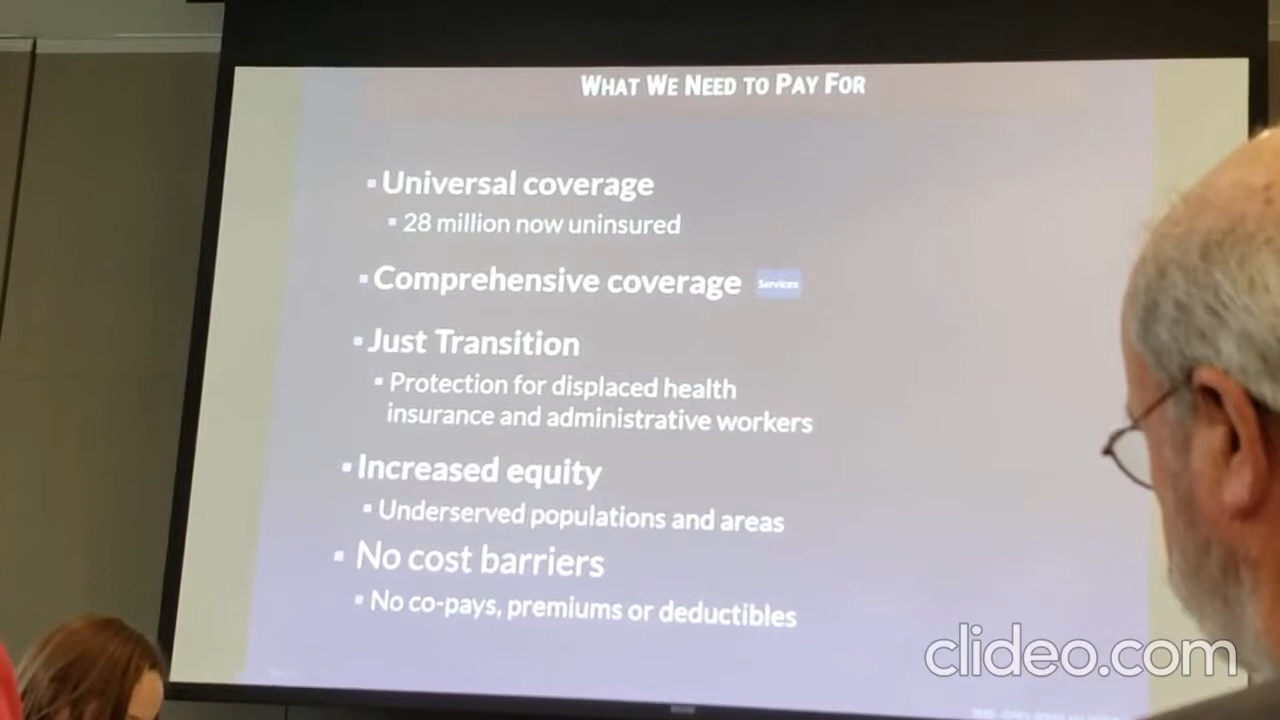 WHAT WE NEED TO PAY FOR
Universal coverage
28 million now uninsured
Comprehensive coverage Services
Just Transition
Protection for displaced health
insurance and administrative workers
Increased equity
Underserved populations and areas
No cost barriers
No co-pays, premiums or deductibles
clideo.com